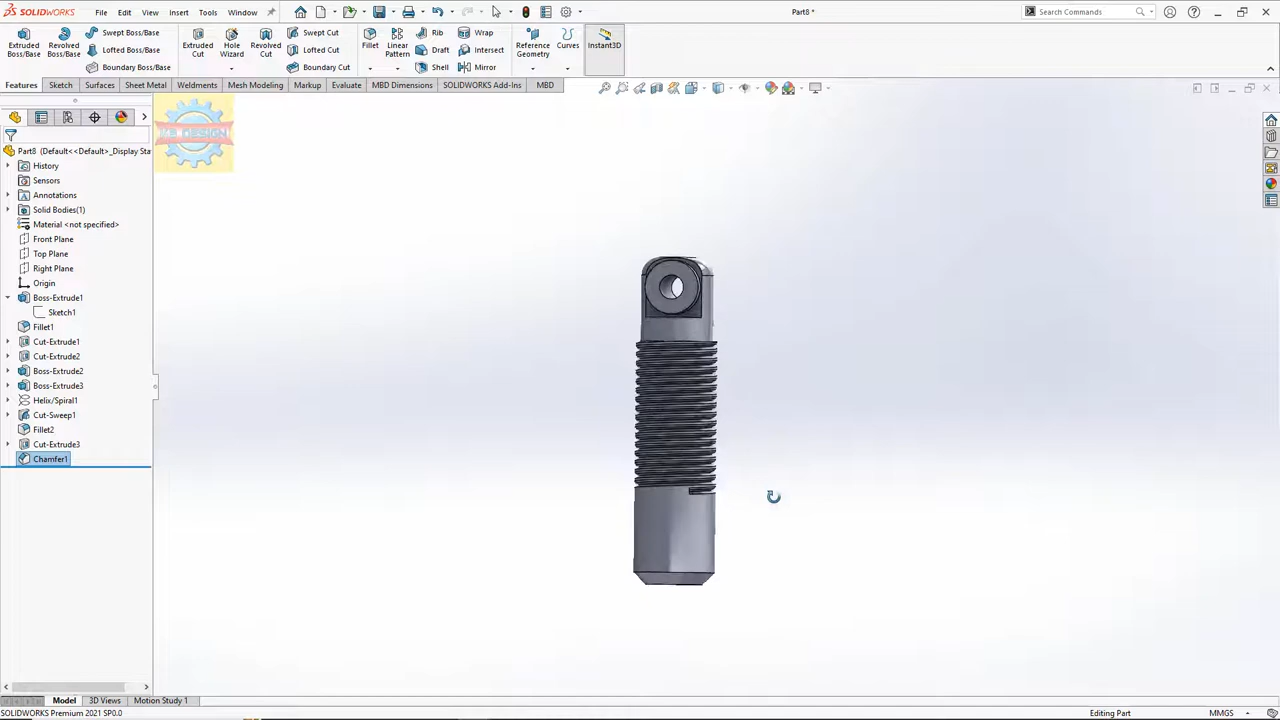 SOLIDWORKS File Edit View Insert Tools Window Part8 * Search Commands
Extruded Boss/Base
Revolved Boss/Base
Swept Boss/Base
Lofted Boss/Base
Boundary Boss/Base
Extruded Cut
Hole Wizard
Revolved Cut
Swept Cut
Lofted Cut
Boundary Cut
Fillet
Linear Pattern
Rib
Draft
Shell
Wrap
Intersect
Mirror
Reference Geometry
Curves
Instant3D
Features Sketch Surfaces Sheet Metal Weldments Mesh Modeling Markup Evaluate MBD Dimensions SOLIDWORKS Add-Ins MBD
Part8 (Default<<Default>_Display Sta
History
Sensors
Annotations
Solid Bodies(1)
Material <not specified>
Front Plane
Top Plane
Right Plane
Origin
Boss-Extrude1
Sketch1
Fillet1
Cut-Extrude1
Cut-Extrude2
Boss-Extrude2
Boss-Extrude3
Helix/Spiral1
Cut-Sweep1
Fillet2
Cut-Extrude3
Chamfer1
Model 3D Views Motion Study 1
SOLIDWORKS Premium 2021 SP0.0 Editing Part MMGS